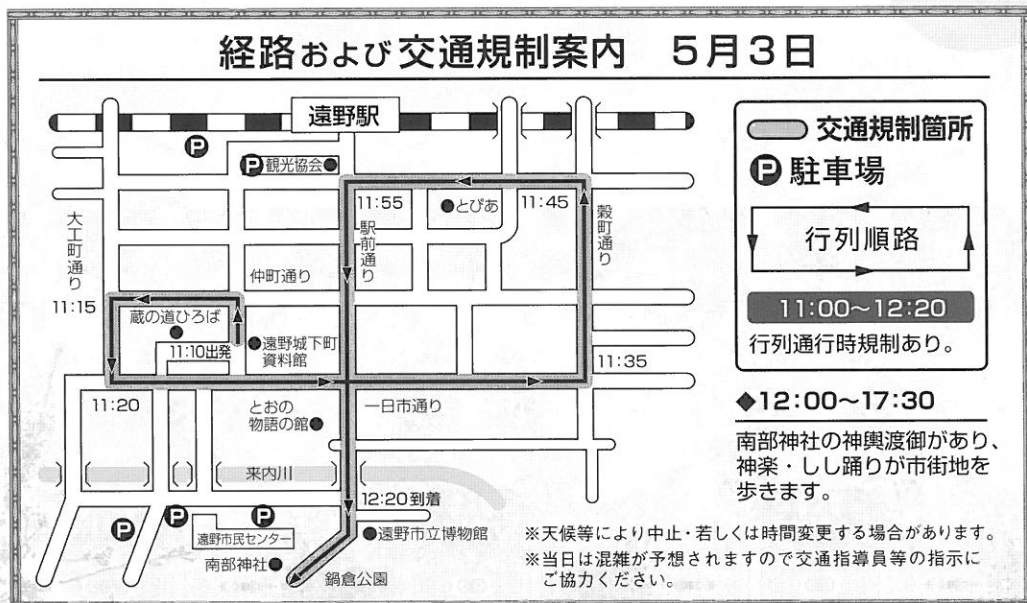 経路および交通規制案内　5月3日
遠野駅
P
P 観光協会
11:55
とぴあ
11:45
大工町通り
駅前通り
穀町通り
仲町通り
11:15
蔵の道ひろば
11:10出発
遠野城下町
資料館
11:35
11:20
とおの
物語の館
一日市通り
来内川
12:20到着
P
P
P
遠野市民センター
遠野市立博物館
南部神社
鍋倉公園
交通規制箇所
P 駐車場
行列順路
11:00～12:20
行列通行時規制あり。
◆12:00～17:30
南部神社の神輿渡御があり、
神楽・しし踊りが市街地を
歩きます。
※天候等により中止・若しくは時間変更する場合があります。
※当日は混雑が予想されますので交通指導員等の指示に
ご協力ください。